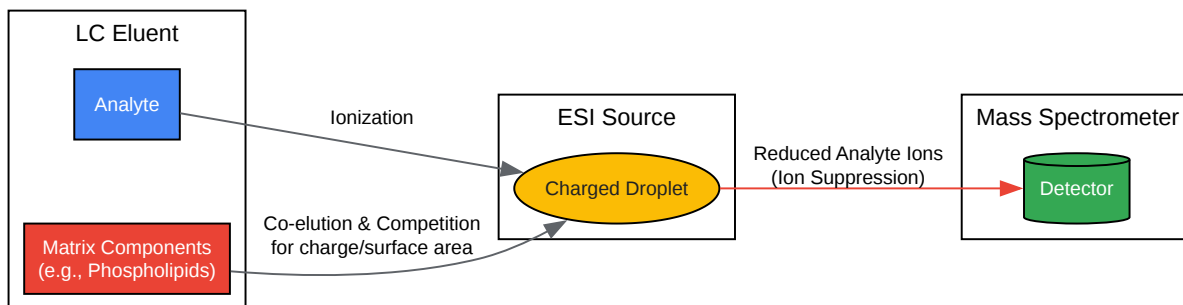 LC Eluent
Analyte
Matrix Components
(e.g., Phospholipids)
Ionization
Co-elution & Competition
for charge/surface area
ESI Source
Charged Droplet
Reduced Analyte Ions
(Ion Suppression)
Mass Spectrometer
Detector